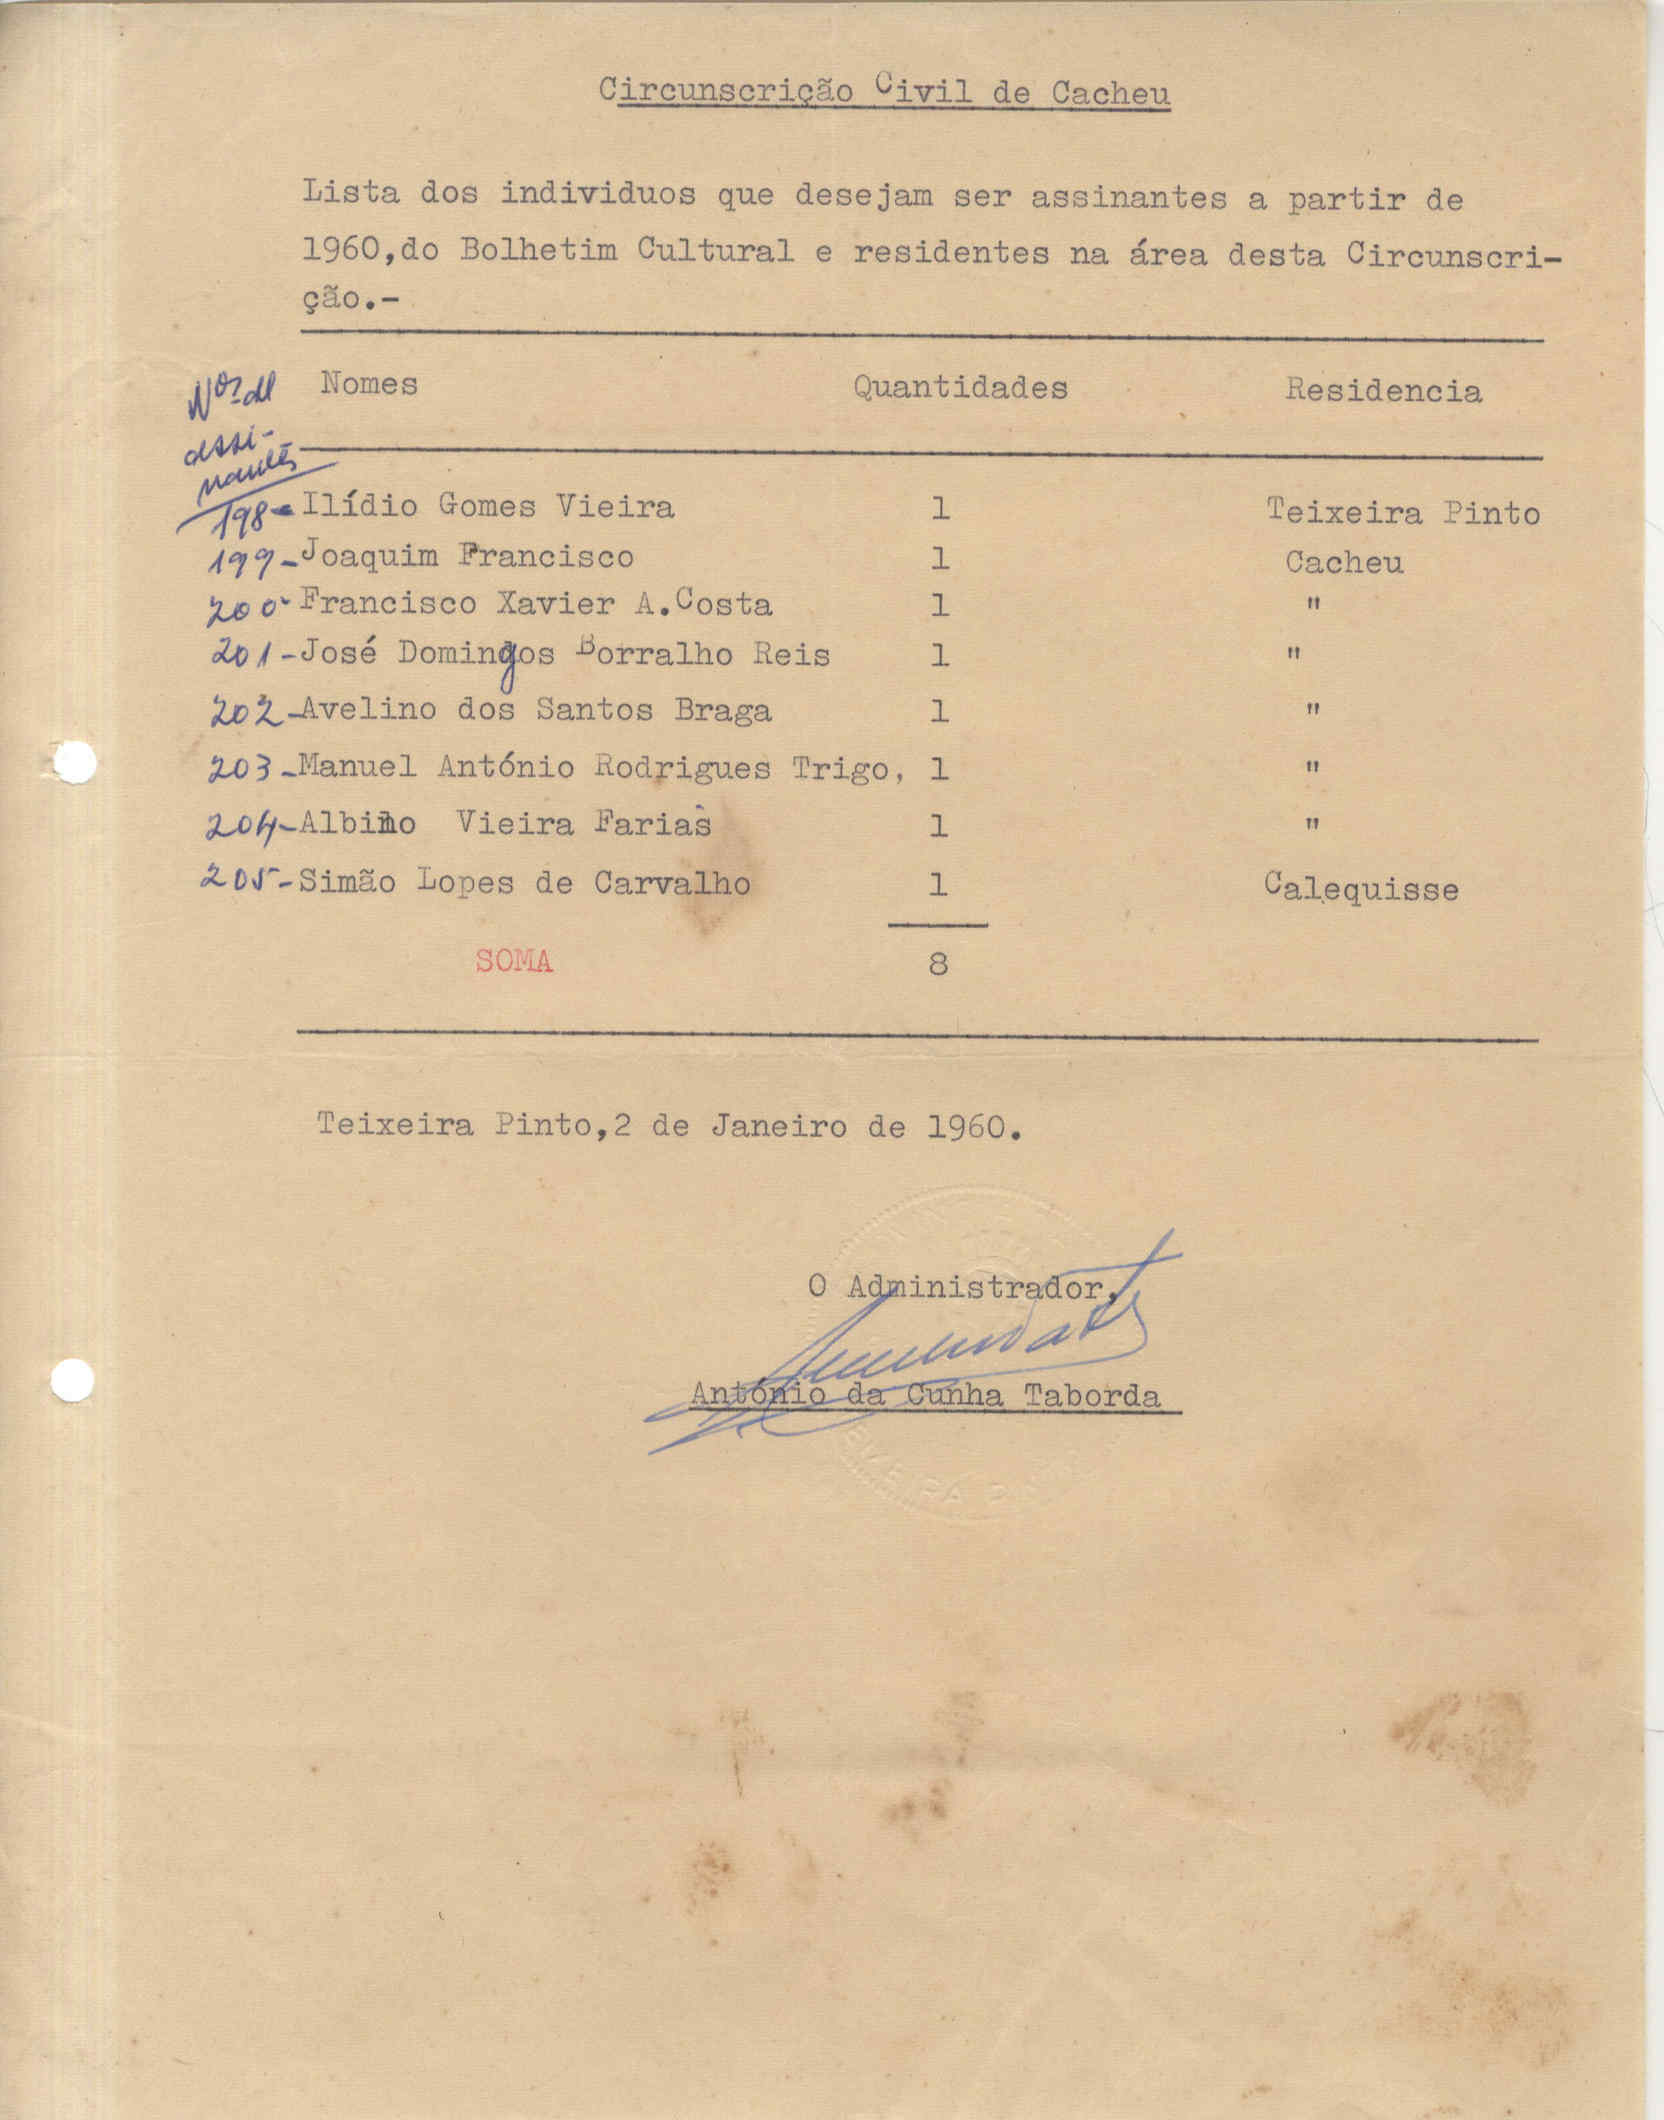 Circunscrição Civil de Cacheu
Lista dos individuos que desejam ser assinantes a partir de
1960,do Bolhetim Cultural e residentes na área desta Circunscri-
ção.-
Nos de assi-nantes Nomes Quantidades Residencia
198- Ilídio Gomes Vieira 1 Teixeira Pinto
199- Joaquim Francisco 1 Cacheu
200- Francisco Xavier A.Costa 1 "
201- José Domingos Borralho Reis 1 "
202- Avelino dos Santos Braga 1 "
203- Manuel António Rodrigues Trigo, 1 "
204- Albino Vieira Farias 1 "
205- Simão Lopes de Carvalho 1 Calequisse
SOMA 8
Teixeira Pinto,2 de Janeiro de 1960.
O Administrador,
António da Cunha Taborda